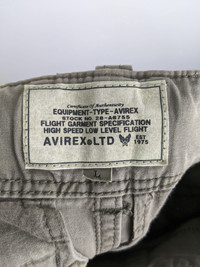 Certificate of Authenticity
EQUIPMENT-TYPE-AVIREX
STOCK NO. 28-A6755
FLIGHT GARMENT SPECIFICATION
HIGH SPEED LOW LEVEL FLIGHT
AVIREX LTD EST 1975
L